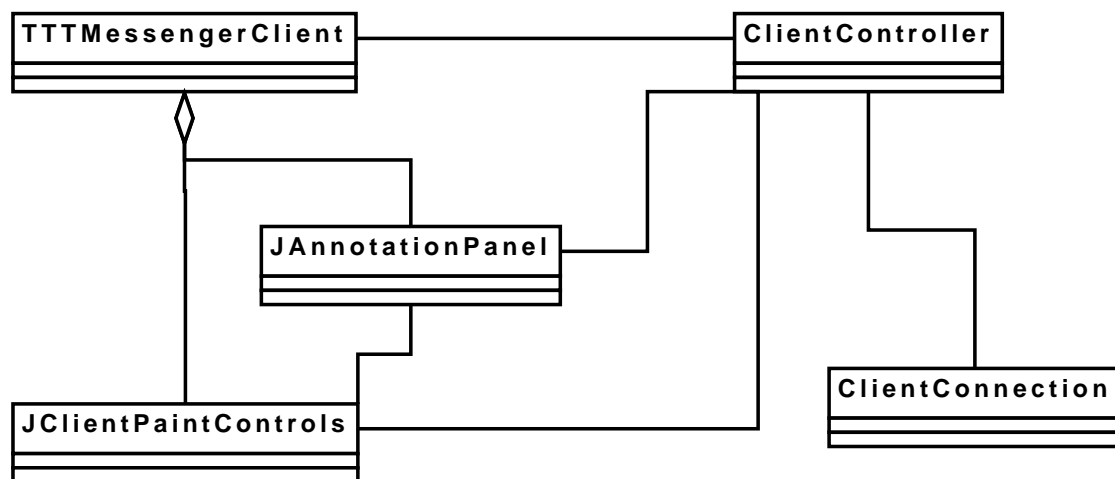 TTTMessengerClient
ClientController
JAnnotationPanel
ClientConnection
JClientPaintControls